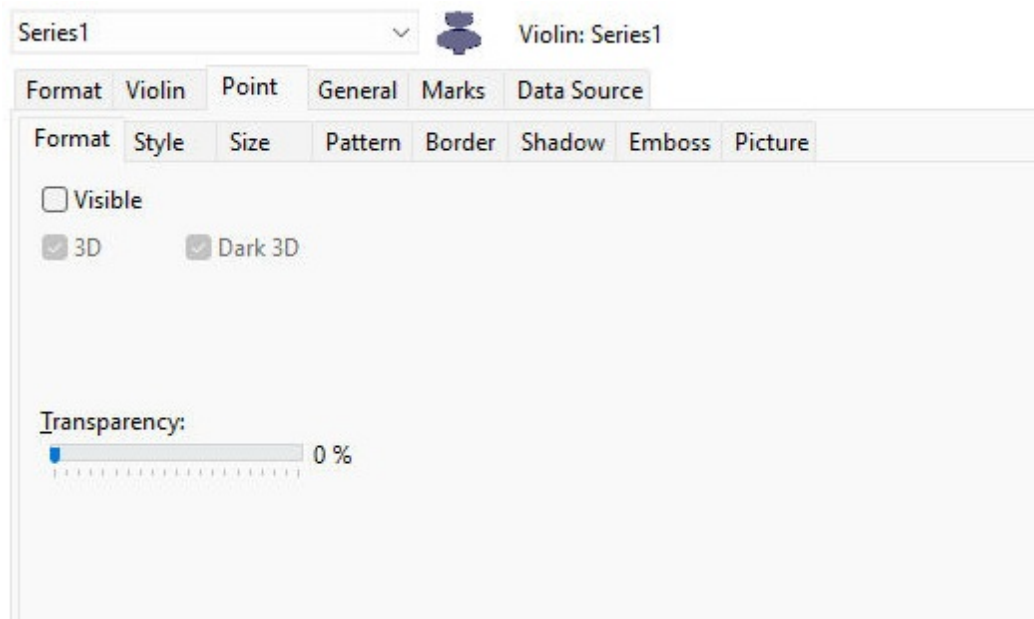 Series1 Violin: Series1
Format Violin Point General Marks Data Source
Format Style Size Pattern Border Shadow Emboss Picture
Visible
3D Dark 3D
Transparency:
0 %